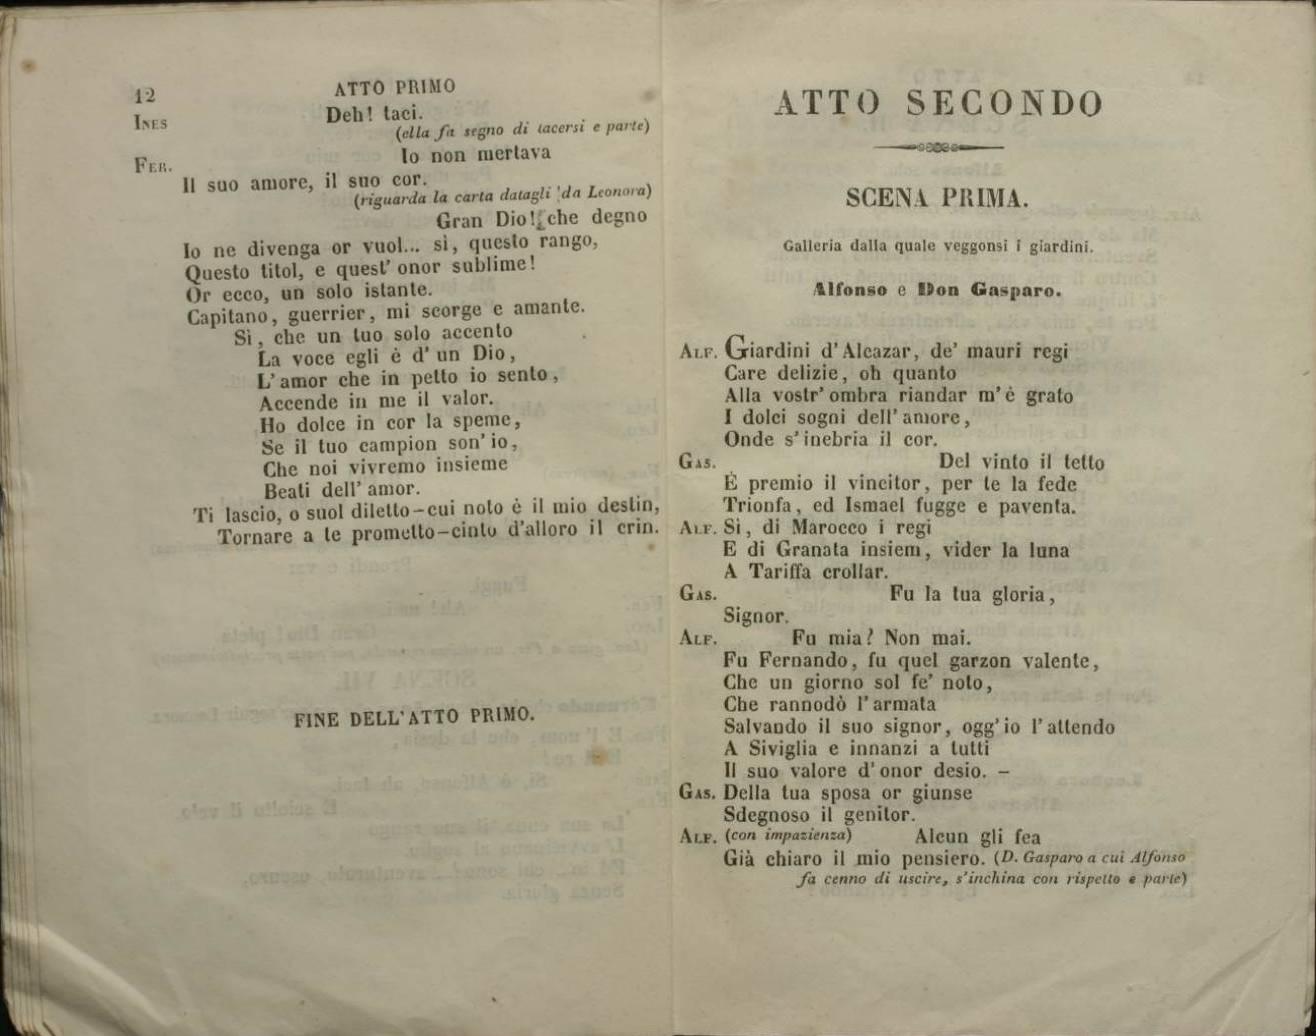 12
ATTO PRIMO
INES Deh! taci.
(ella fa segno di tacersi e parte)
FER. Io non mertava
Il suo amore, il suo cor.
(riguarda la carta datagli da Leonora)
Gran Dio! che degno
Io ne divenga or vuol... sì, questo rango,
Questo titol, e quest' onor sublime!
Or ecco, un solo istante.
Capitano, guerrier, mi scorge e amante.
Sì, che un tuo solo accento
La voce egli è d' un Dio,
L'amor che in petto io sento,
Accende in me il valor.
Ho dolce in cor la speme,
Se il tuo campion son' io,
Che noi vivremo insieme
Beati dell' amor.
Ti lascio, o suol diletto-cui noto è il mio destin,
Tornare a te prometto-cinto d'alloro il crin.
FINE DELL'ATTO PRIMO.
ATTO SECONDO
SCENA PRIMA.
Galleria dalla quale veggonsi i giardini.
Alfonso e Don Gasparo.
ALF. Giardini d'Alcazar, de' mauri regi
Care delizie, oh quanto
Alla vostr' ombra riandar m'è grato
I dolci sogni dell' amore,
Onde s'inebria il cor.
GAS. Del vinto il tetto
È premio il vincitor, per te la fede
Trionfa, ed Ismael fugge e paventa.
ALF. Sì, di Marocco i regi
E di Granata insiem, vider la luna
A Tariffa crollar.
GAS. Fu la tua gloria,
Signor.
ALF. Fu mia? Non mai.
Fu Fernando, fu quel garzon valente,
Che un giorno sol fe' noto,
Che rannodò l'armata
Salvando il suo signor, ogg' io l'attendo
A Siviglia e innanzi a tutti
Il suo valore d' onor desio. –
GAS. Della tua sposa or giunse
Sdegnoso il genitor.
ALF. (con impazienza) Alcun gli fea
Già chiaro il mio pensiero. (D. Gasparo a cui Alfonso
fa cenno di uscire, s'inchina con rispetto e parte)